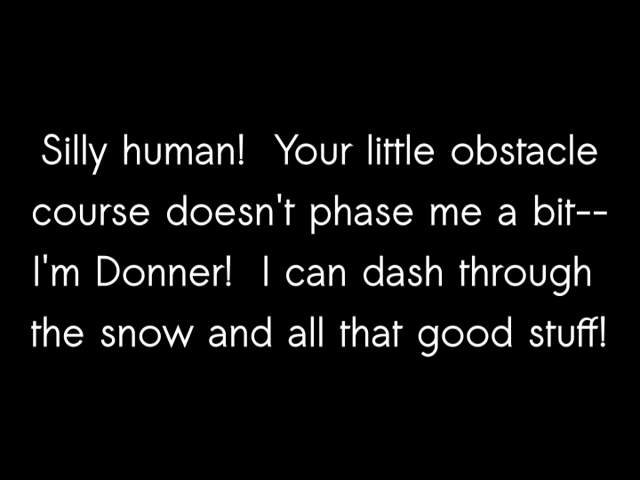 Silly human!  Your little obstacle
course doesn't phase me a bit--
I'm Donner!  I can dash through
the snow and all that good stuff!